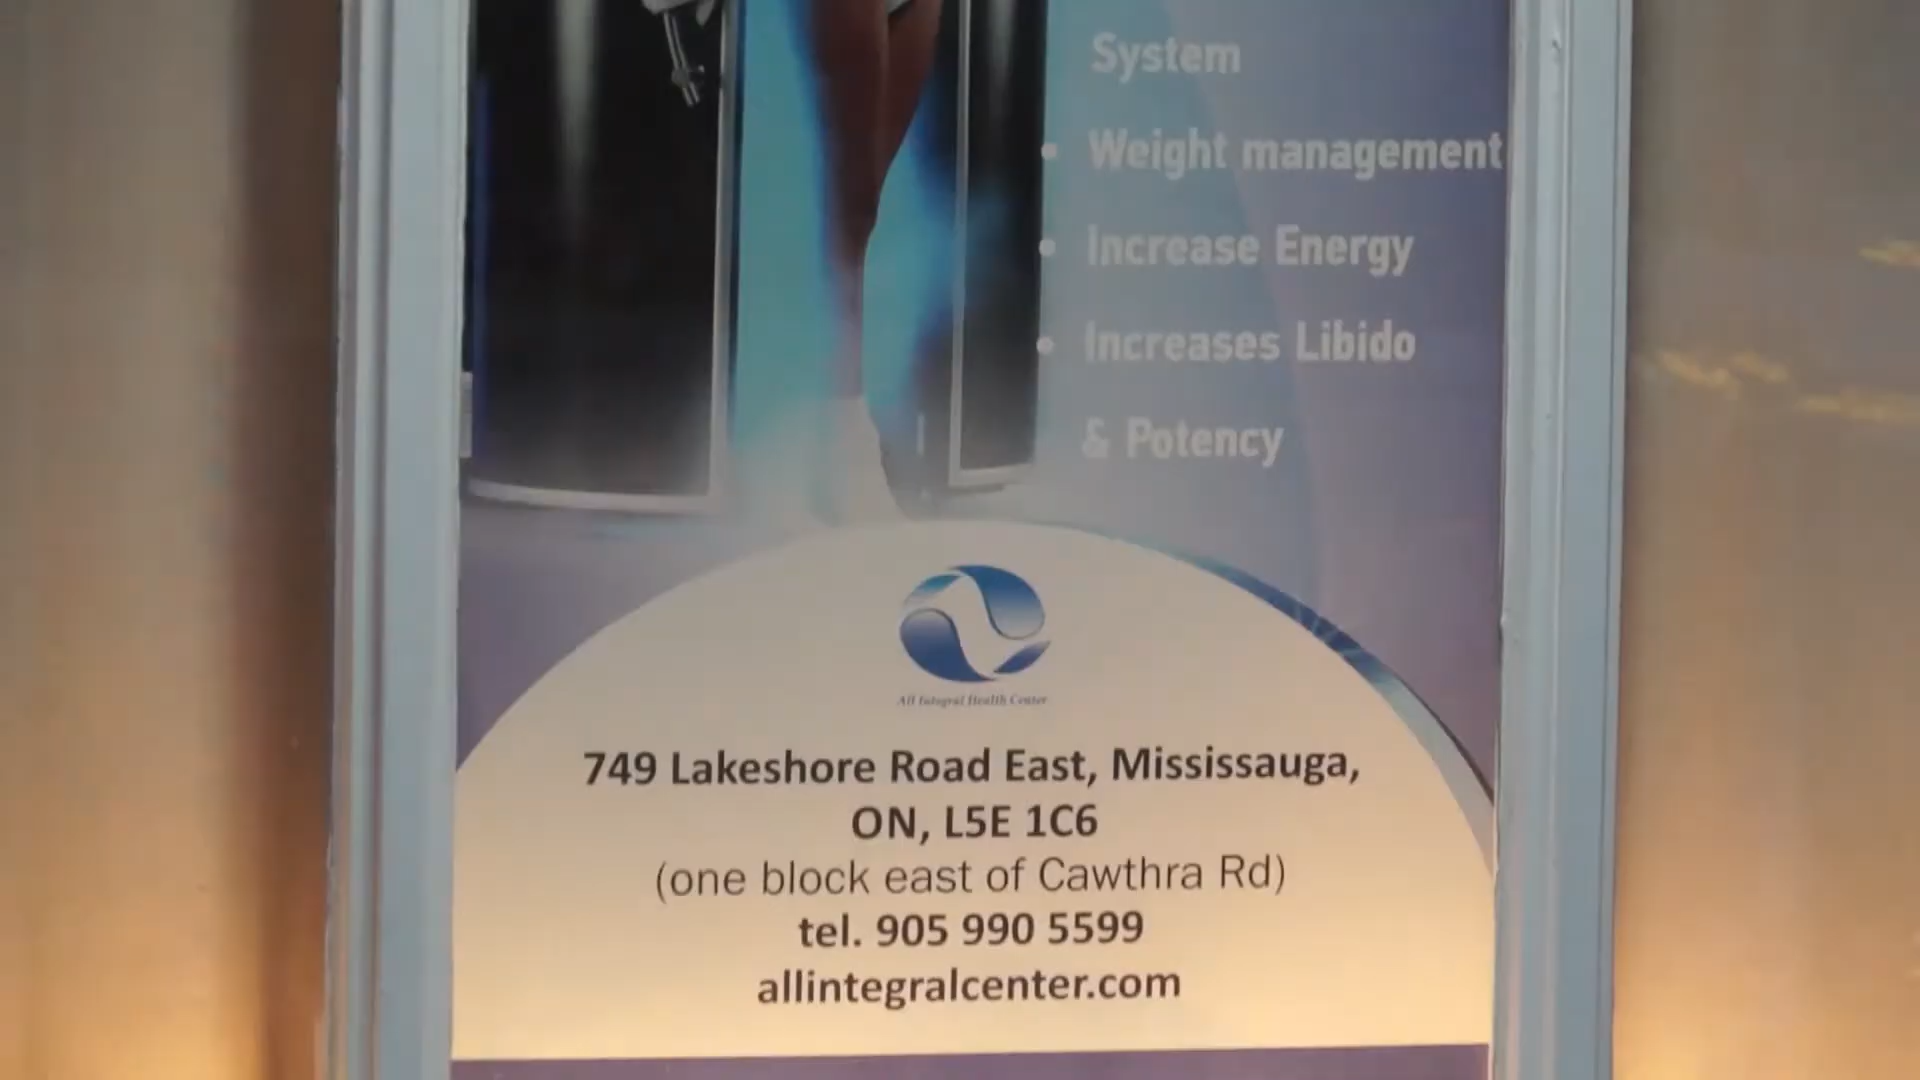 System
• Weight management
• Increase Energy
• Increases Libido
& Potency
All Integral Health Center
749 Lakeshore Road East, Mississauga,
ON, L5E 1C6
(one block east of Cawthra Rd)
tel. 905 990 5599
allintegralcenter.com